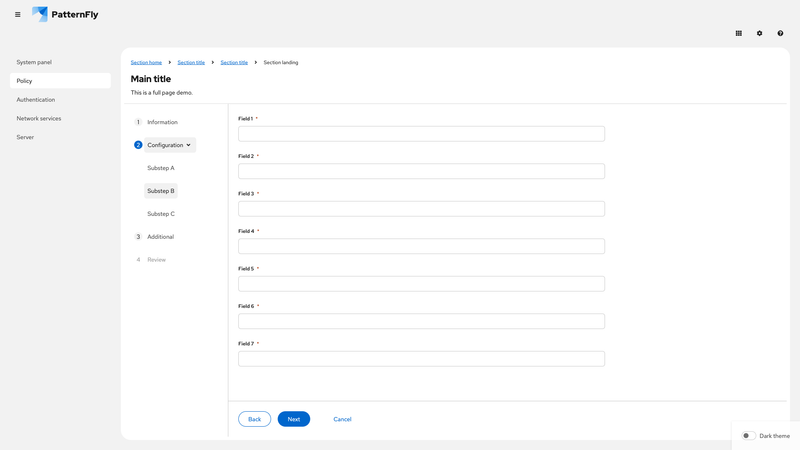 PatternFly
System panel
Policy
Authentication
Network services
Server
Section home > Section title > Section title > Section landing
Main title
This is a full page demo.
1 Information
2 Configuration
Substep A
Substep B
Substep C
3 Additional
4 Review
Field 1 *
Field 2 *
Field 3 *
Field 4 *
Field 5 *
Field 6 *
Field 7 *
Back Next Cancel
Dark theme